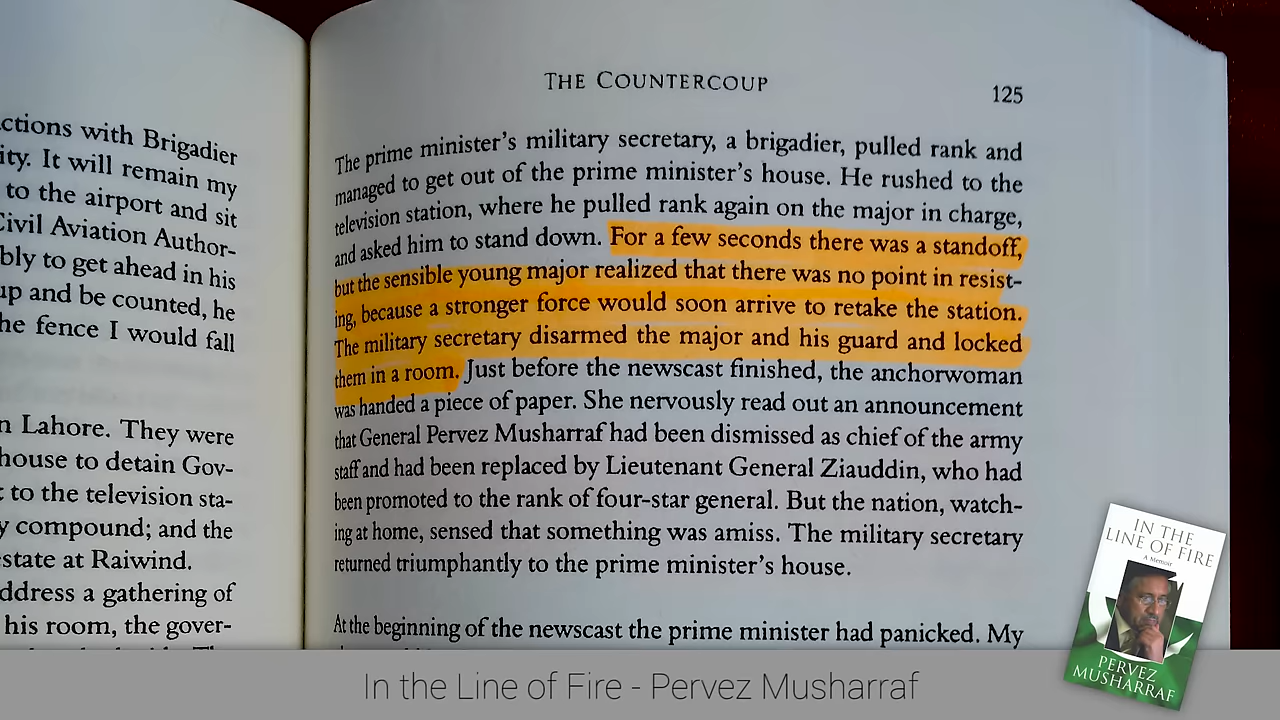 ctions with Brigadier
ity. It will remain my
to the airport and sit
Civil Aviation Author-
bly to get ahead in his
up and be counted, he
he fence I would fall
n Lahore. They were
house to detain Gov-
to the television sta-
y compound; and the
estate at Raiwind.
ddress a gathering of
his room, the gover-
THE COUNTERCOUP
125
The prime minister's military secretary, a brigadier, pulled rank and
managed to get out of the prime minister's house. He rushed to the
television station, where he pulled rank again on the major in charge,
and asked him to stand down. For a few seconds there was a standoff,
but the sensible young major realized that there was no point in resist-
ing, because a stronger force would soon arrive to retake the station.
The military secretary disarmed the major and his guard and locked
them in a room. Just before the newscast finished, the anchorwoman
was handed a piece of paper. She nervously read out an announcement
that General Pervez Musharraf had been dismissed as chief of the army
staff and had been replaced by Lieutenant General Ziauddin, who had
been promoted to the rank of four-star general. But the nation, watch-
ing at home, sensed that something was amiss. The military secretary
returned triumphantly to the prime minister's house.
At the beginning of the newscast the prime minister had panicked. My
IN THE
LINE OF FIRE
A Memoir
PERVEZ
MUSHARRAF
In the Line of Fire - Pervez Musharraf